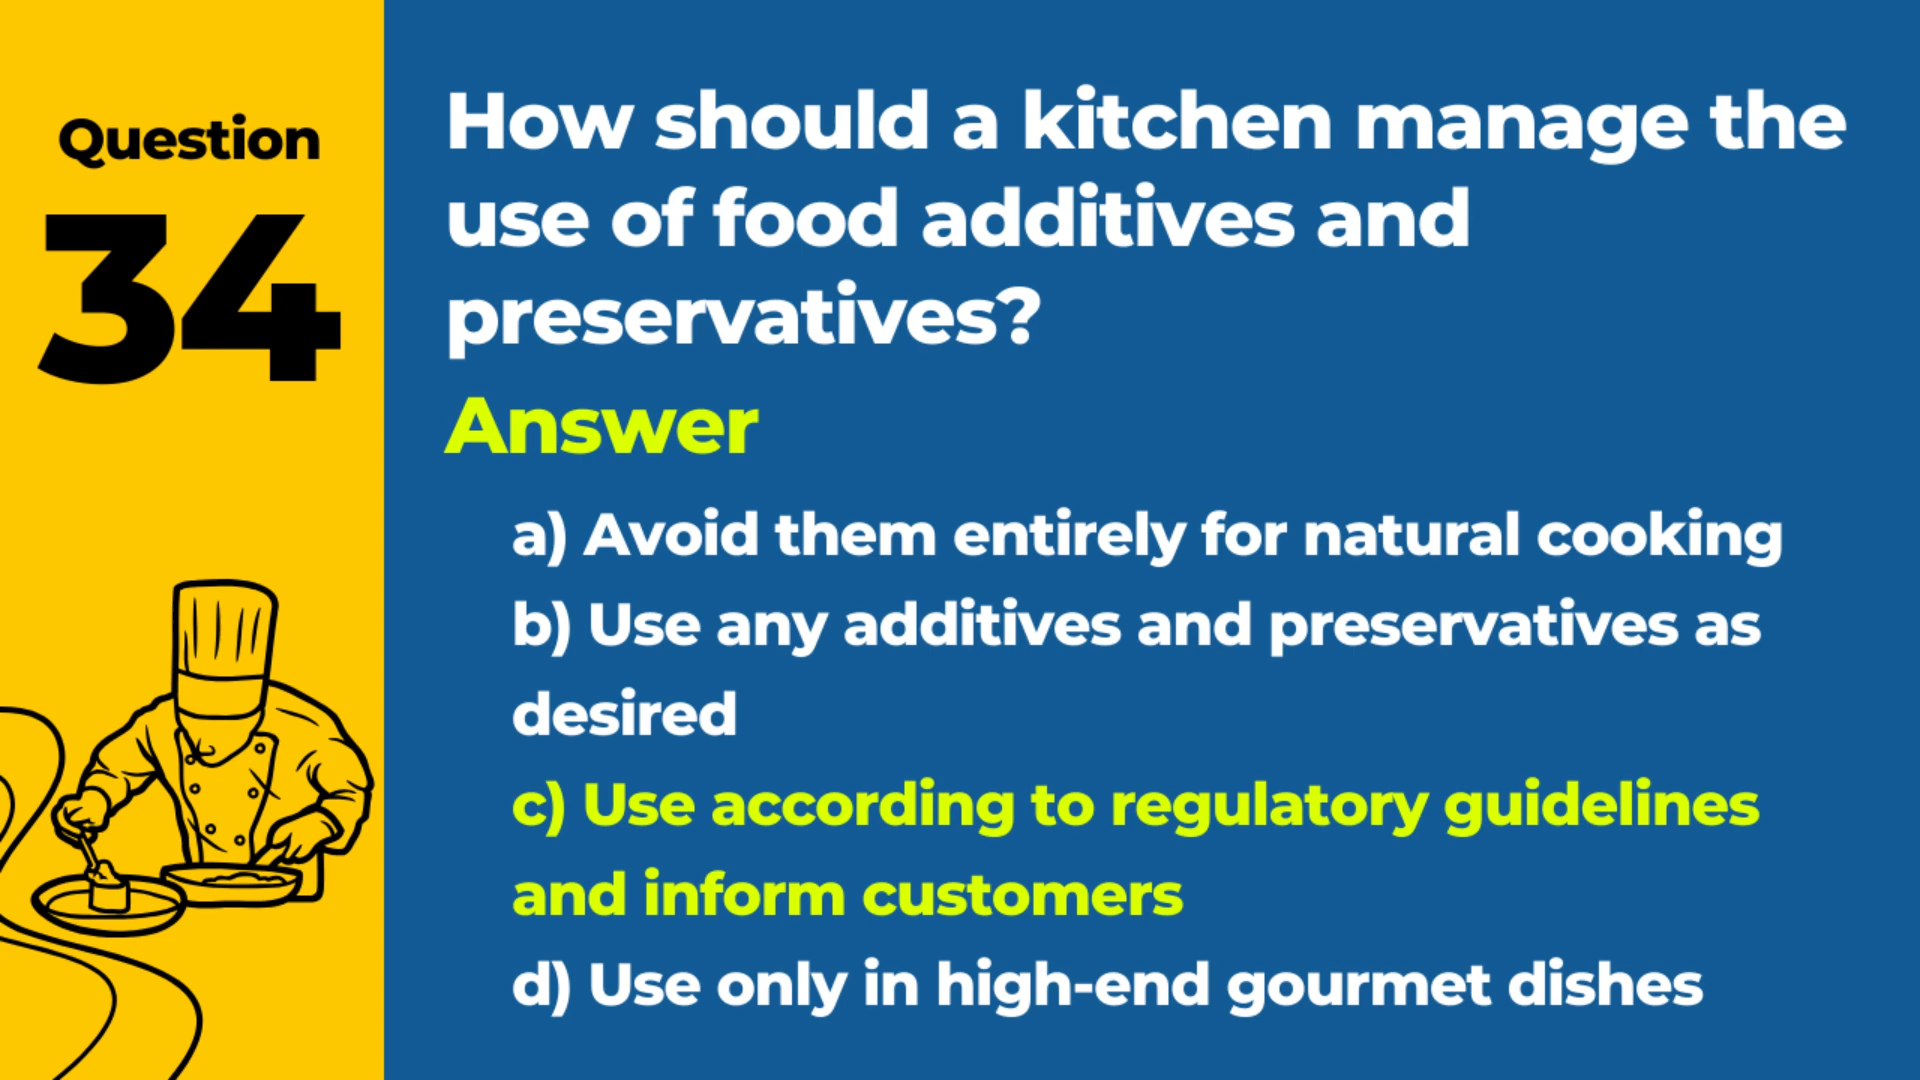 Question
34
How should a kitchen manage the
use of food additives and
preservatives?
Answer
a) Avoid them entirely for natural cooking
b) Use any additives and preservatives as
desired
c) Use according to regulatory guidelines
and inform customers
d) Use only in high-end gourmet dishes